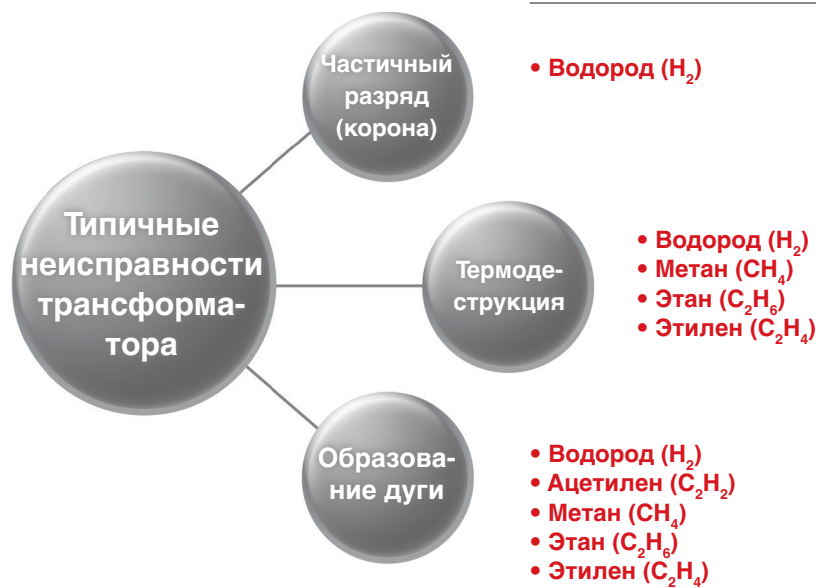 Частичный
разряд
(корона)
• Водород (H₂)
Типичные
неисправности
трансформа-
тора
Термоде-
струкция
• Водород (H₂)
• Метан (CH₄)
• Этан (C₂H₆)
• Этилен (C₂H₄)
Образова-
ние дуги
• Водород (H₂)
• Ацетилен (C₂H₂)
• Метан (CH₄)
• Этан (C₂H₆)
• Этилен (C₂H₄)